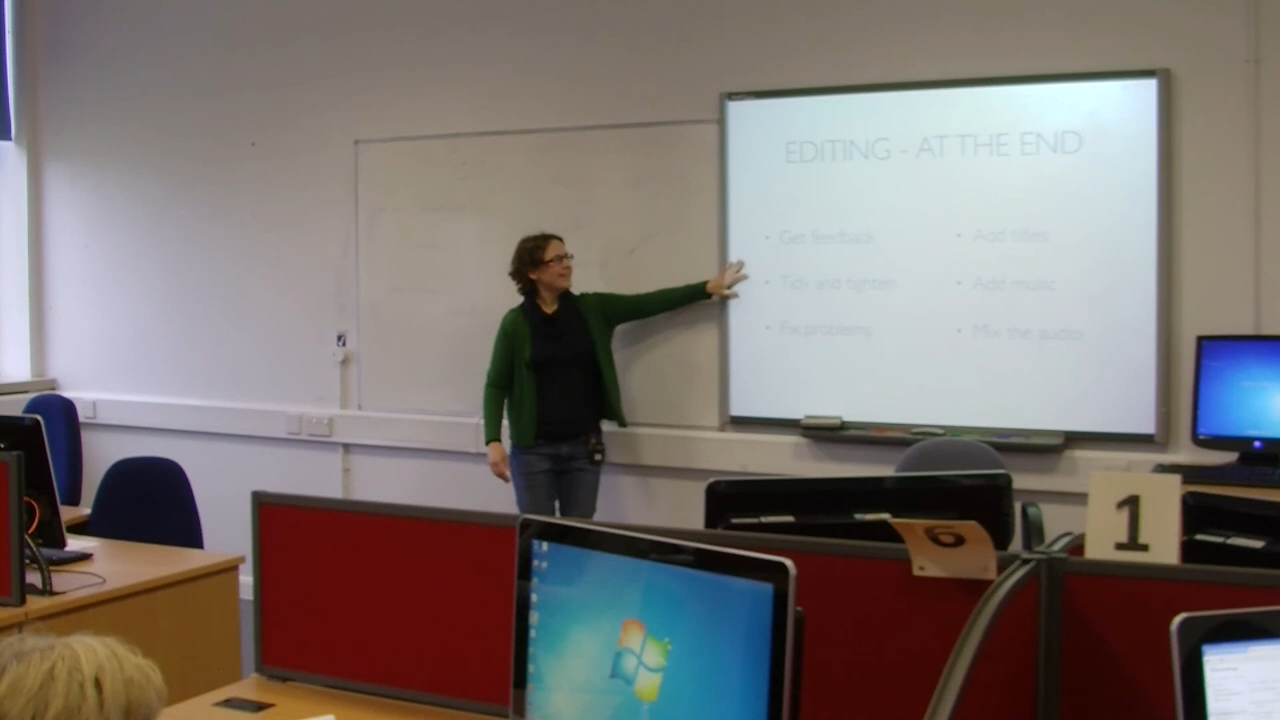 EDITING - AT THE END
• Get feedback
• Tidy and tighten
• Fix problems
• Add titles
• Add music
• Mix the audio
6
1